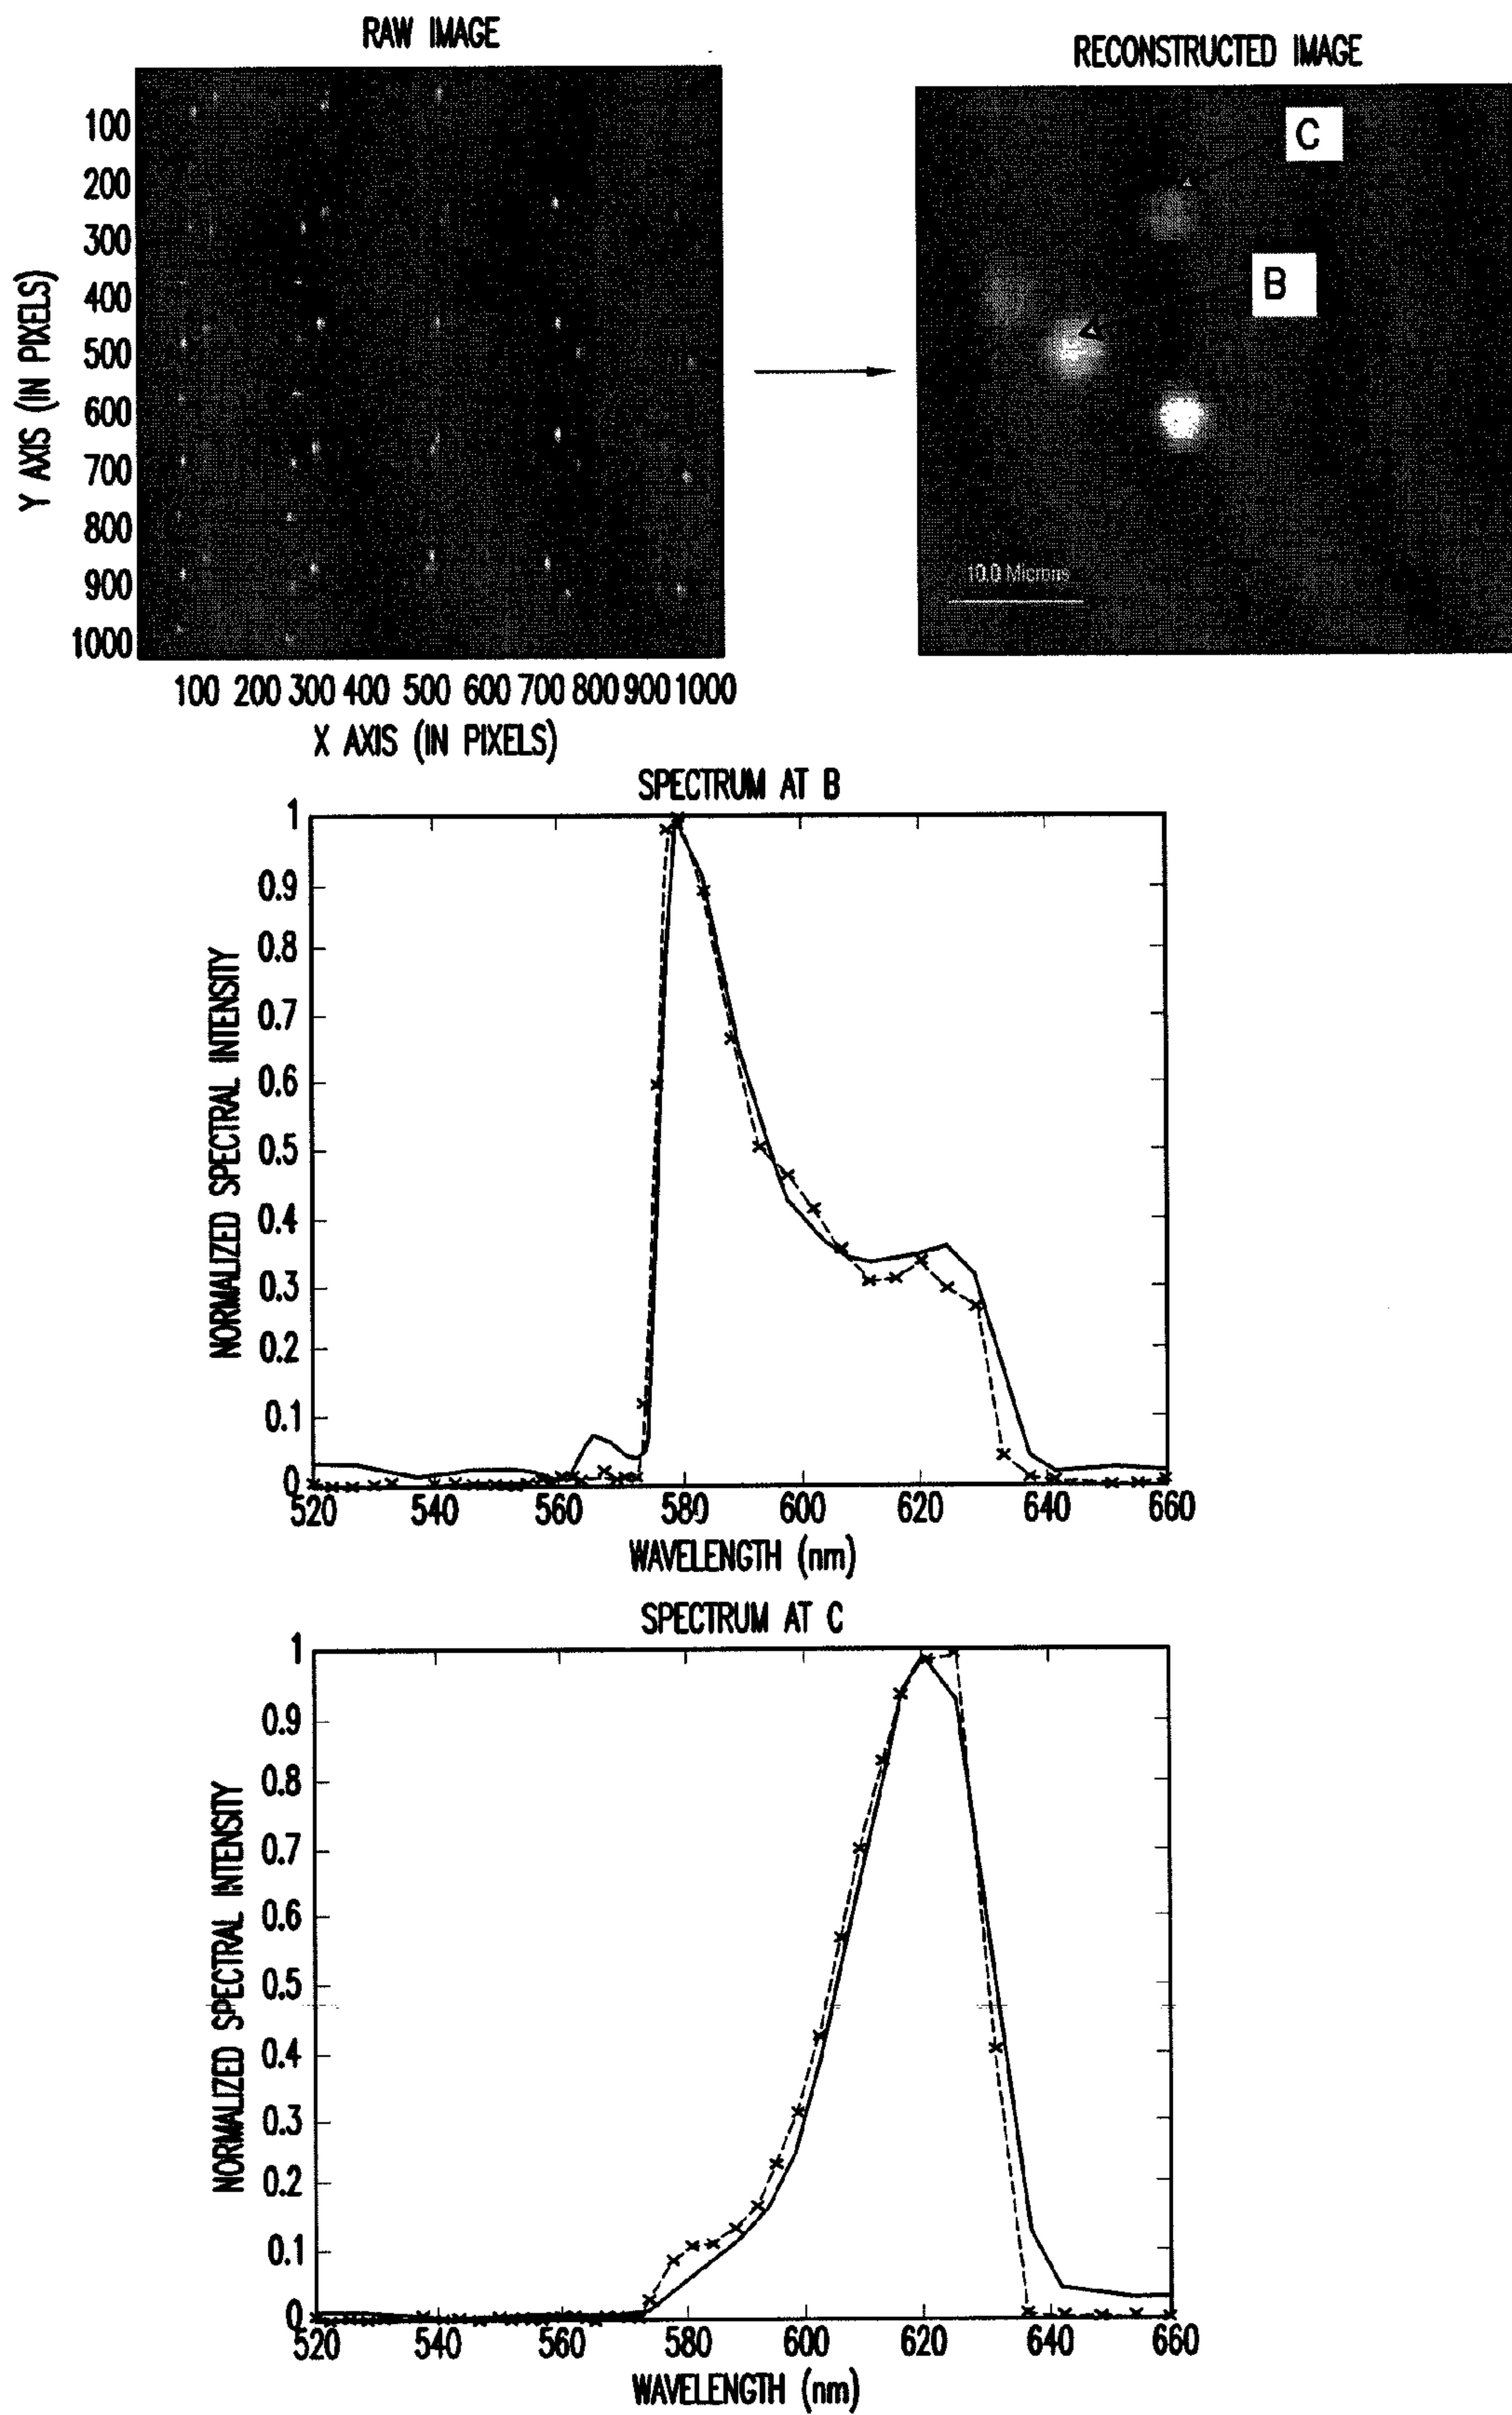 RAW IMAGE
RECONSTRUCTED IMAGE
C
B
10.0 Microns
Y AXIS (IN PIXELS)
100
200
300
400
500
600
700
800
900
1000
100 200 300 400 500 600 700 800 900 1000
X AXIS (IN PIXELS)
SPECTRUM AT B
NORMALIZED SPECTRAL INTENSITY
1
0.9
0.8
0.7
0.6
0.5
0.4
0.3
0.2
0.1
0
520 540 560 580 600 620 640 660
WAVELENGTH (nm)
SPECTRUM AT C
NORMALIZED SPECTRAL INTENSITY
1
0.9
0.8
0.7
0.6
0.5
0.4
0.3
0.2
0.1
0
520 540 560 580 600 620 640 660
WAVELENGTH (nm)